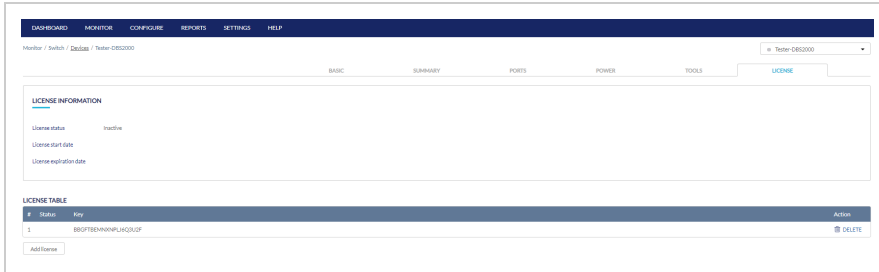 DASHBOARD MONITOR CONFIGURE REPORTS SETTINGS HELP
Monitor / Switch / Devices / Tester-DBS2000
Tester-DBS2000
BASIC SUMMARY PORTS POWER TOOLS LICENSE
LICENSE INFORMATION
License status Inactive
License start date
License expiration date
LICENSE TABLE
# Status Key Action
1 BBGFTBEMNXNPLJ6Q3U2F DELETE
Add license